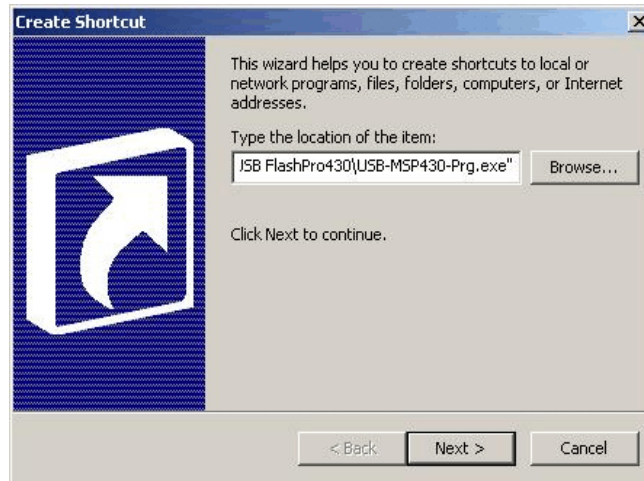 Create Shortcut
This wizard helps you to create shortcuts to local or
network programs, files, folders, computers, or Internet
addresses.
Type the location of the item:
JSB FlashPro430\USB-MSP430-Prg.exe"
Browse...
Click Next to continue.
< Back
Next >
Cancel